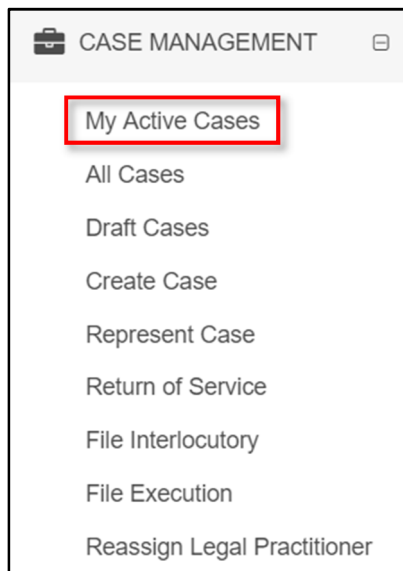 CASE MANAGEMENT
My Active Cases
All Cases
Draft Cases
Create Case
Represent Case
Return of Service
File Interlocutory
File Execution
Reassign Legal Practitioner